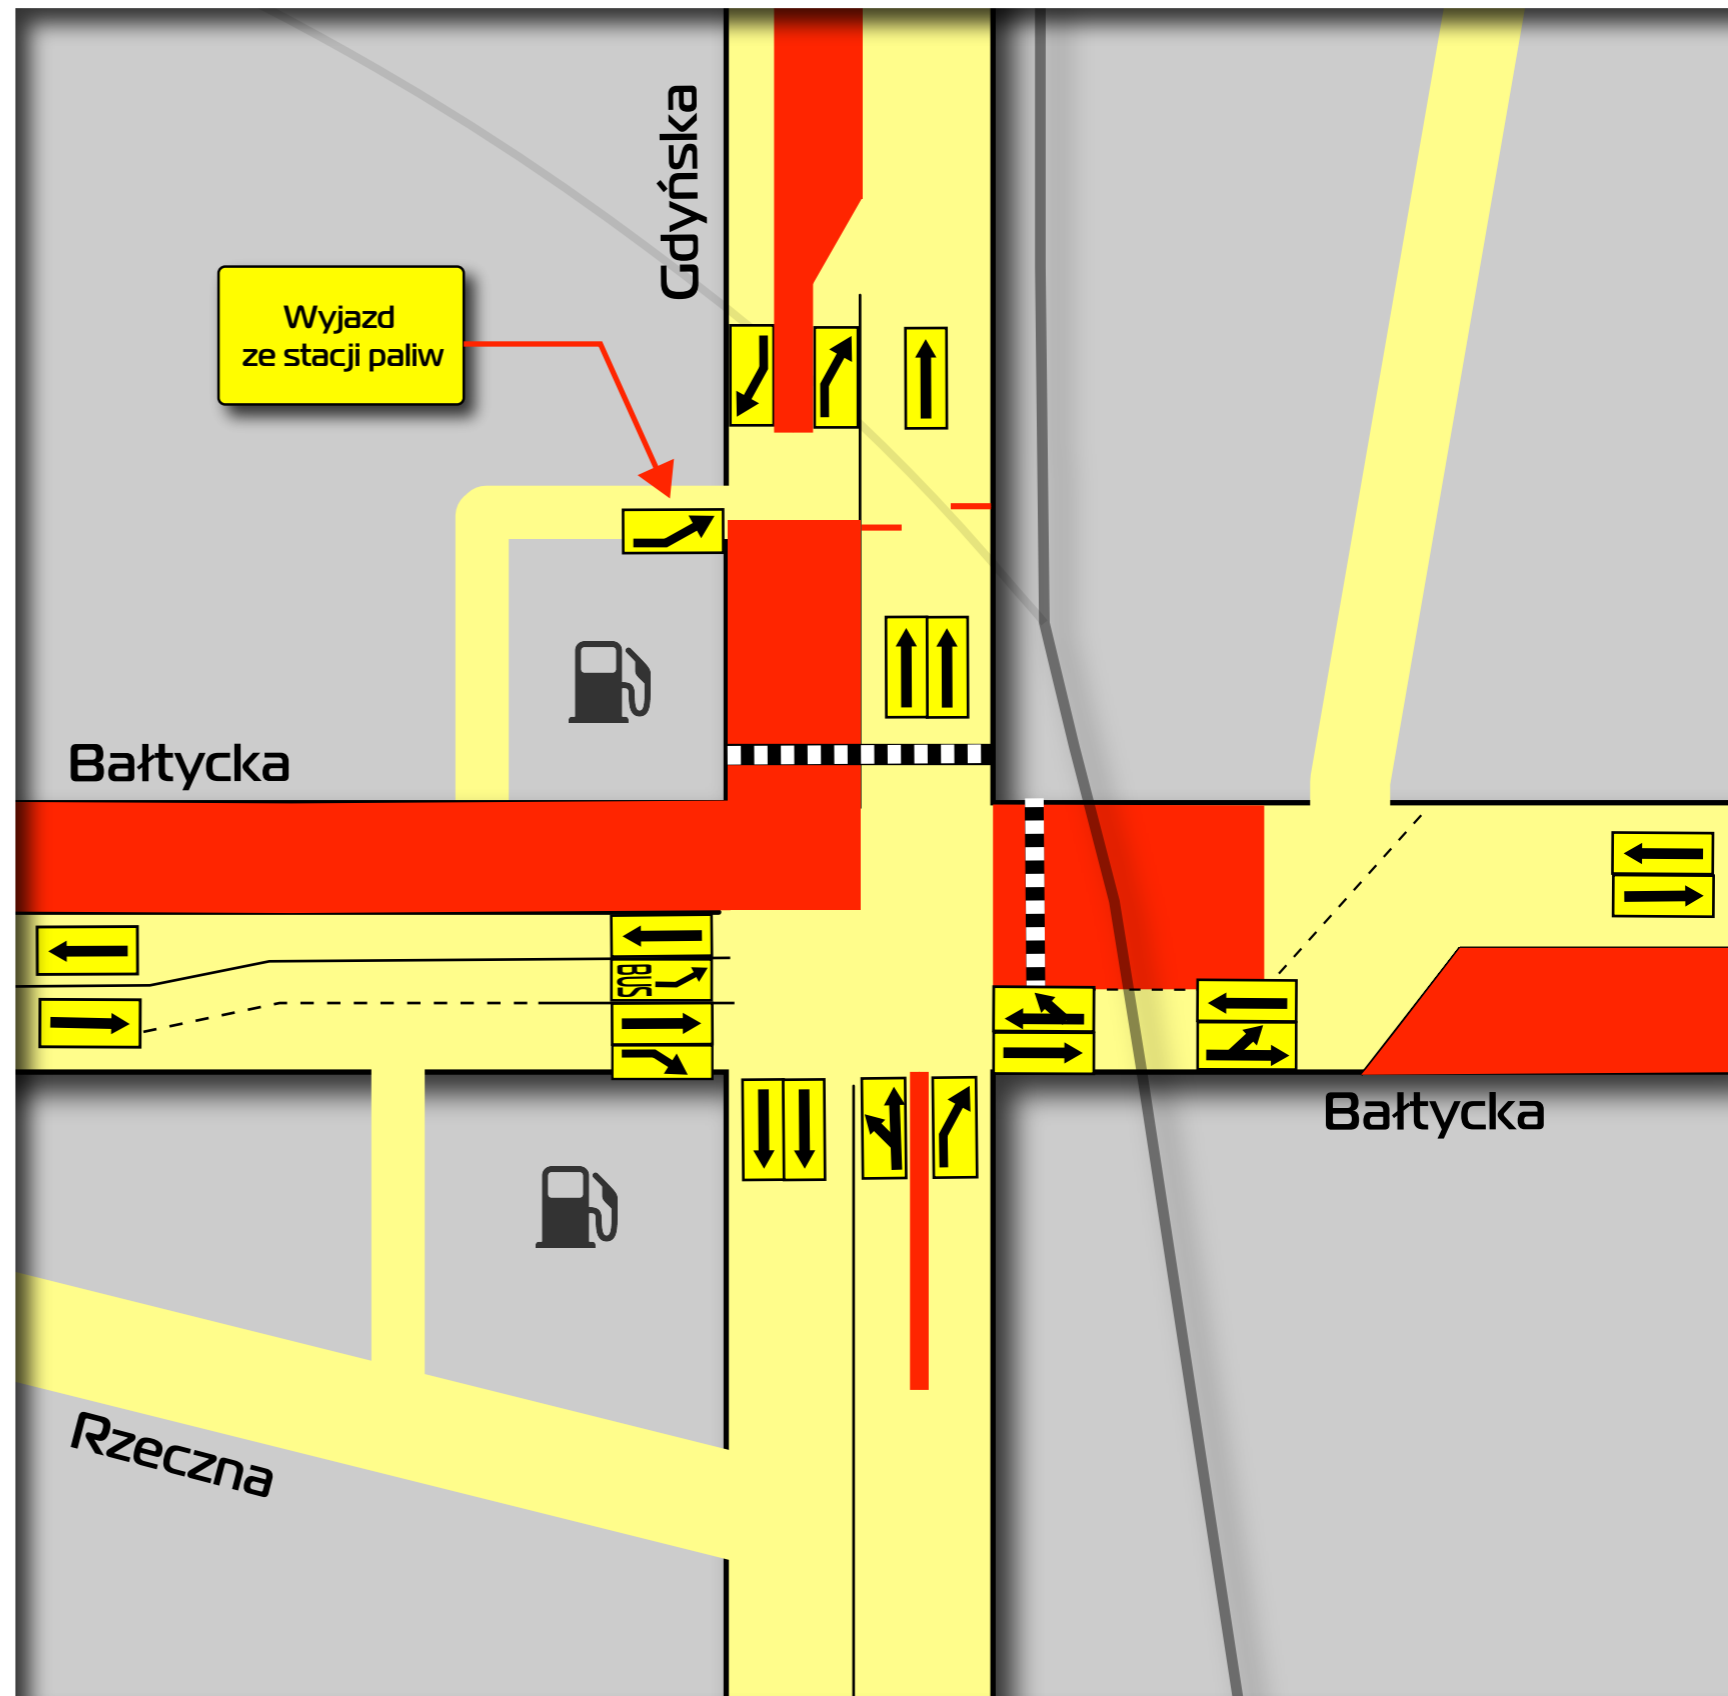 Gdyńska
Wyjazd
ze stacji paliw
Bałtycka
BUS
Bałtycka
Rzeczna